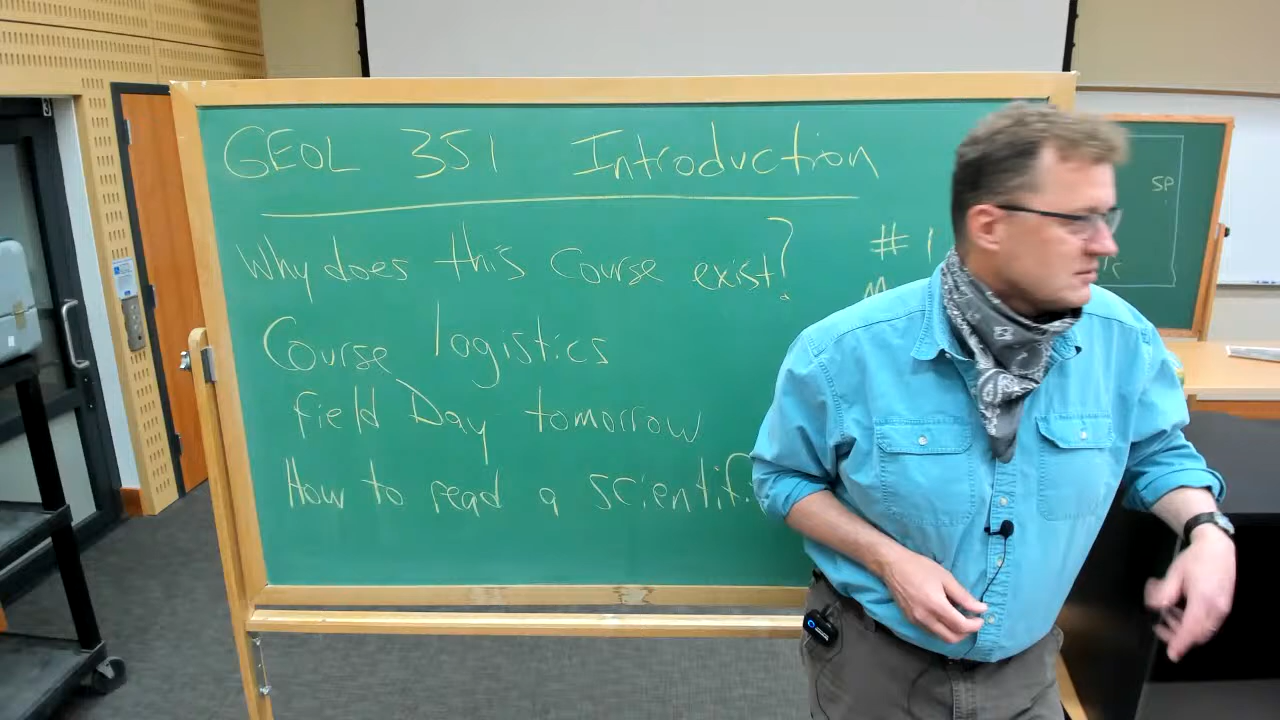 GEOL 351 Introduction
Why does this Course exist?
# 1
Course logistics
Field Day tomorrow
How to read a scientif
SP